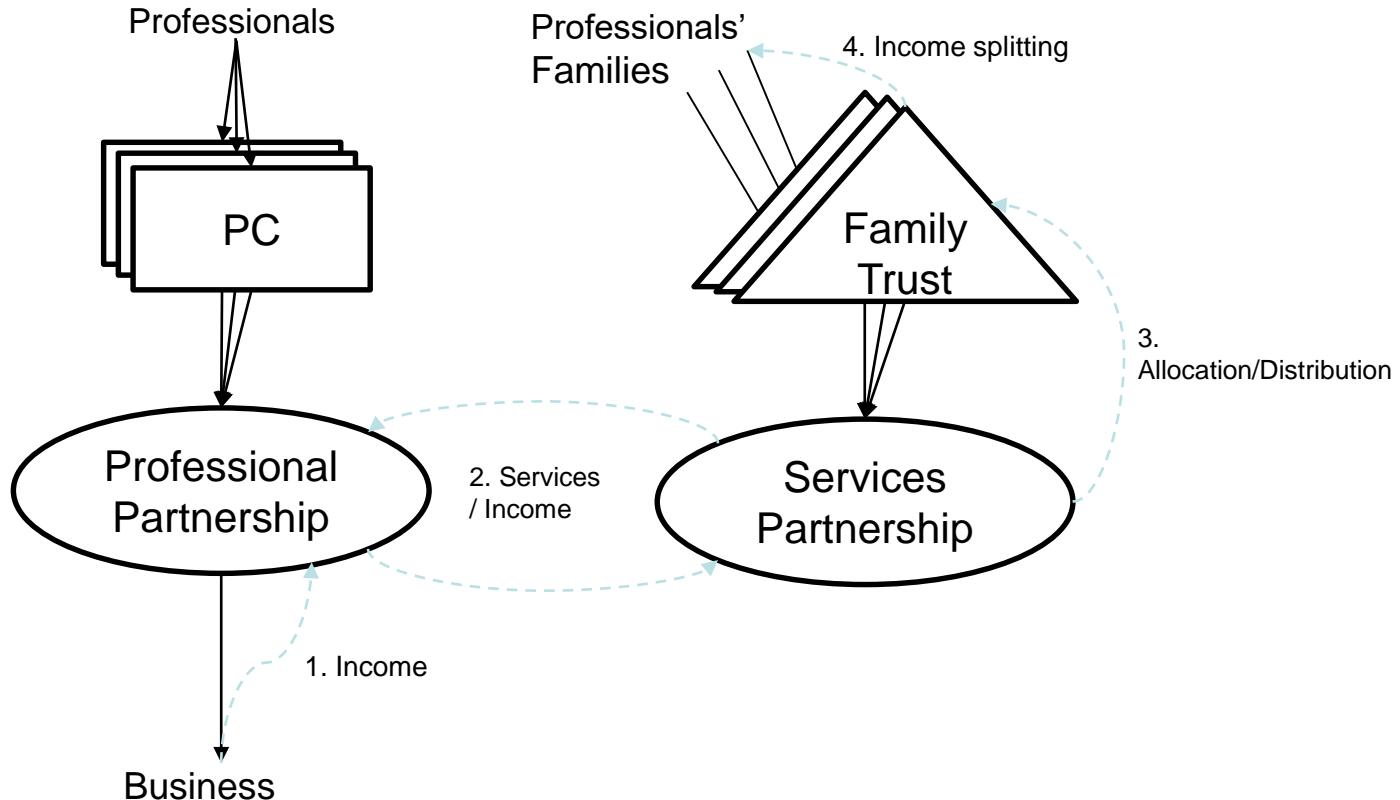 Professionals
PC
Professional
Partnership
1. Income
Business
2. Services
/ Income
Professionals’
Families
4. Income splitting
Family
Trust
3.
Allocation/Distribution
Services
Partnership